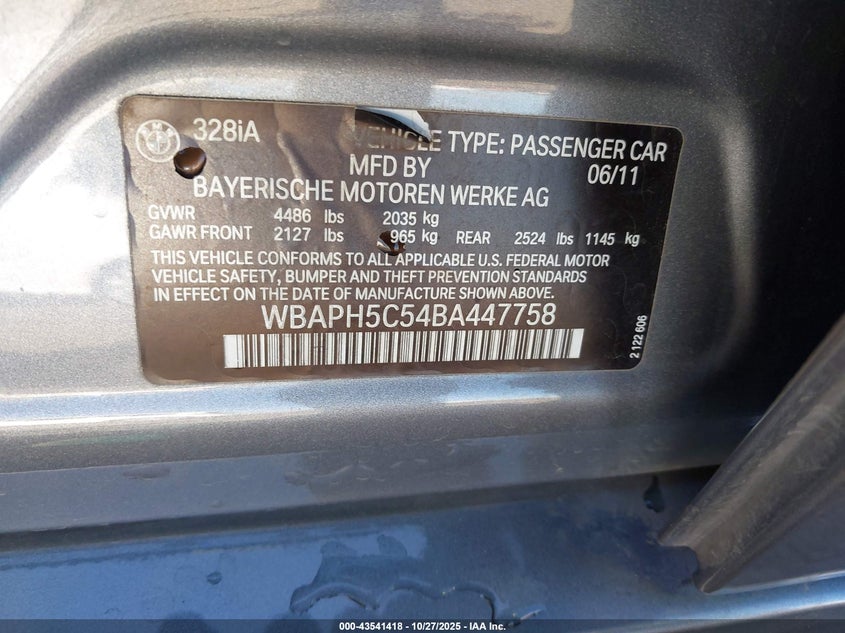 328iA VEHICLE TYPE: PASSENGER CAR
MFD BY 06/11
BAYERISCHE MOTOREN WERKE AG
GVWR 4486 lbs 2035 kg
GAWR FRONT 2127 lbs 965 kg REAR 2524 lbs 1145 kg
THIS VEHICLE CONFORMS TO ALL APPLICABLE U.S. FEDERAL MOTOR
VEHICLE SAFETY, BUMPER AND THEFT PREVENTION STANDARDS
IN EFFECT ON THE DATE OF MANUFACTURE SHOWN ABOVE.
WBAPH5C54BA447758
2 122 606
000-43541418 - 10/27/2025 - IAA Inc.